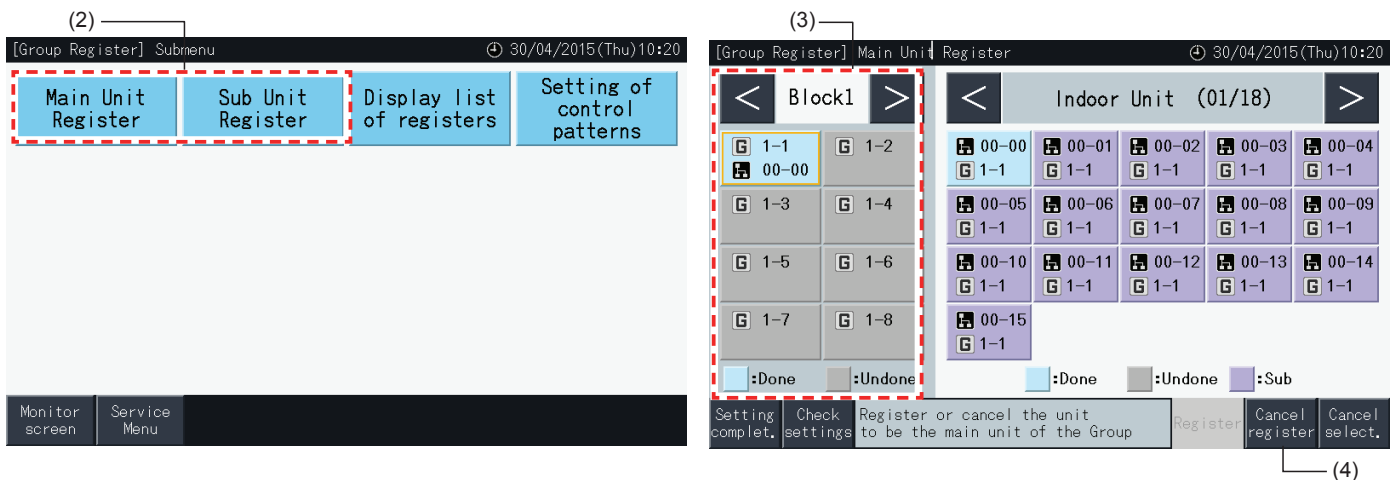 (2)
[Group Register] Submenu 30/04/2015(Thu)10:20
Main Unit Register
Sub Unit Register
Display list of registers
Setting of control patterns
Monitor screen
Service Menu
(3)
[Group Register] Main Unit Register 30/04/2015(Thu)10:20
< Block1 >
< Indoor Unit (01/18) >
G 1-1
00-00
G 1-2
G 1-3
G 1-4
G 1-5
G 1-6
G 1-7
G 1-8
:Done :Undone
00-00 00-01 00-02 00-03 00-04
G 1-1 G 1-1 G 1-1 G 1-1 G 1-1
00-05 00-06 00-07 00-08 00-09
G 1-1 G 1-1 G 1-1 G 1-1 G 1-1
00-10 00-11 00-12 00-13 00-14
G 1-1 G 1-1 G 1-1 G 1-1 G 1-1
00-15
G 1-1
:Done :Undone :Sub
Setting complet.
Check settings
Register or cancel the unit
to be the main unit of the Group
Register
Cancel register
Cancel select.
(4)